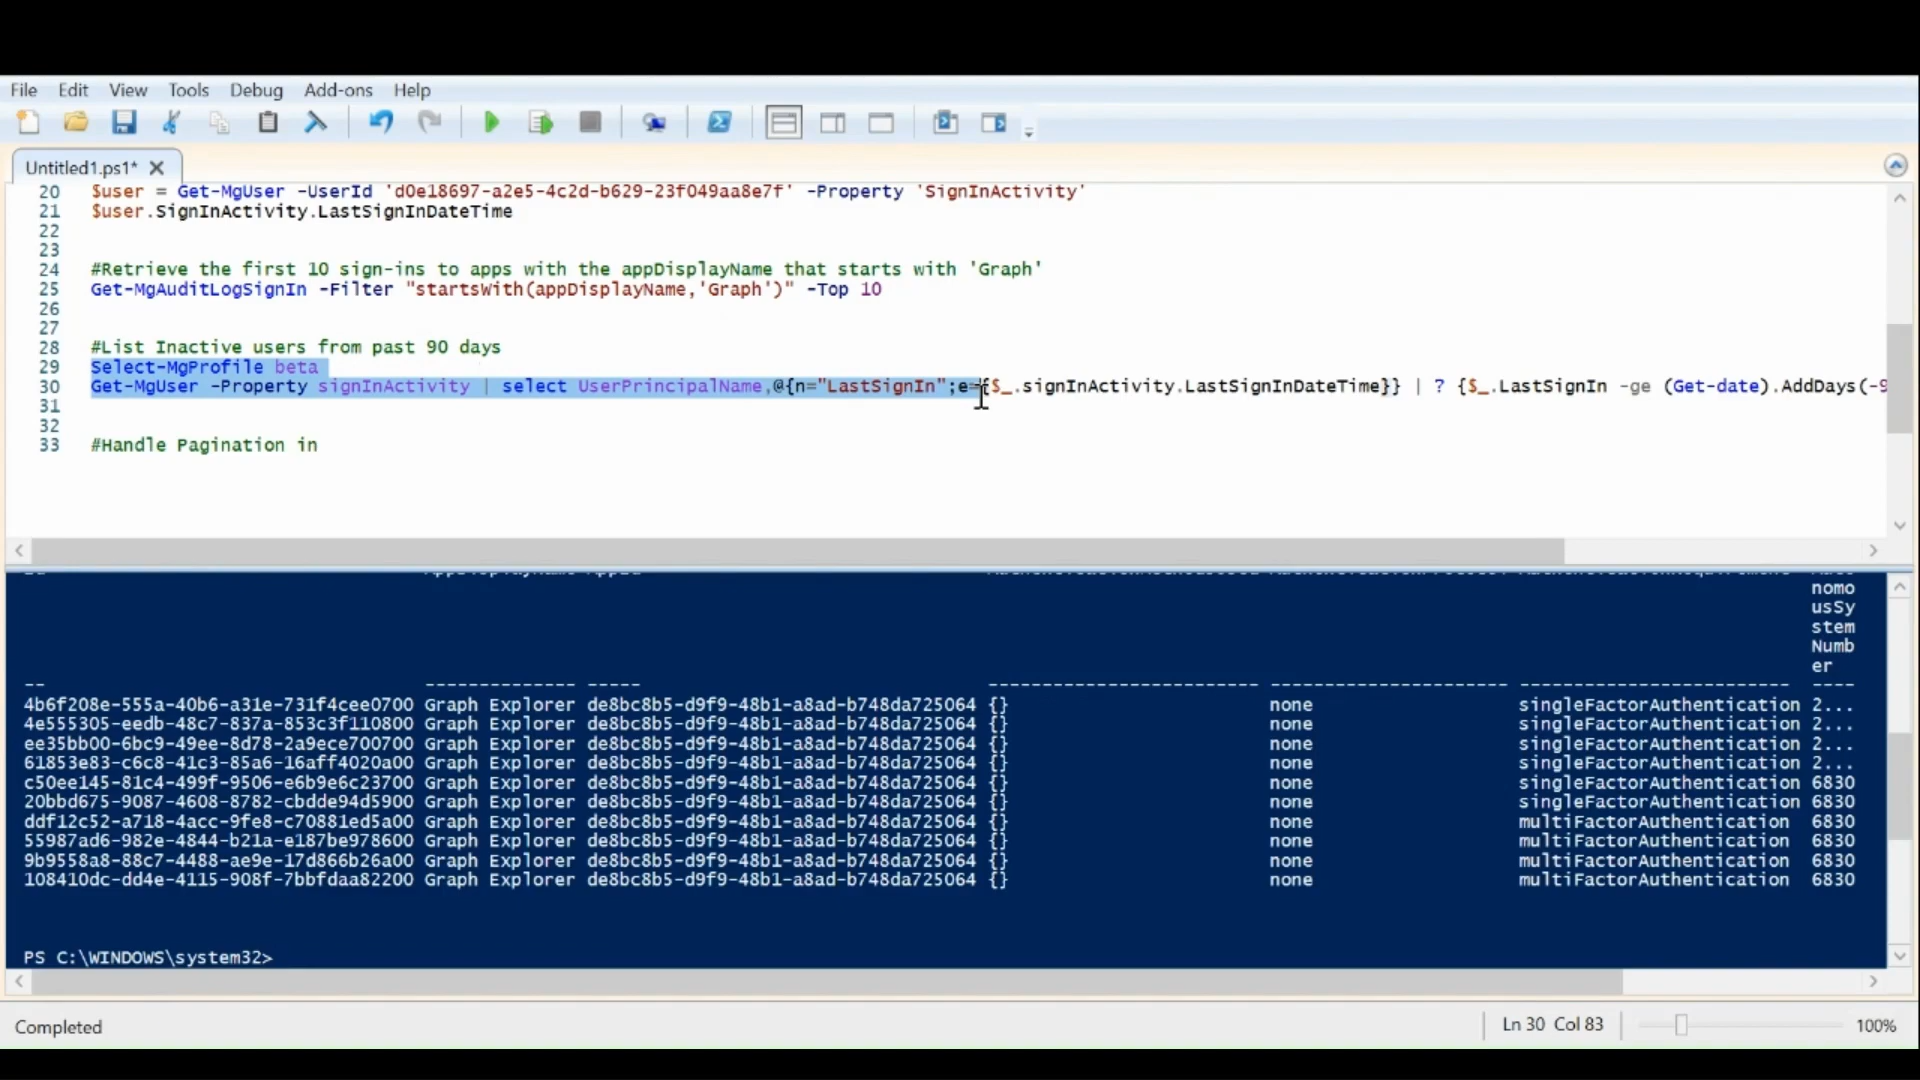 File Edit View Tools Debug Add-ons Help
Untitled1.ps1*
20 $user = Get-MgUser -UserId 'd0e18697-a2e5-4c2d-b629-23f049aa8e7f' -Property 'SignInActivity'
21 $user.SignInActivity.LastSignInDateTime
22
23
24 #Retrieve the first 10 sign-ins to apps with the appDisplayName that starts with 'Graph'
25 Get-MgAuditLogSignIn -Filter "startsWith(appDisplayName,'Graph')" -Top 10
26
27
28 #List Inactive users from past 90 days
29 Select-MgProfile beta
30 Get-MgUser -Property signInActivity | select UserPrincipalName,@{n="LastSignIn";e={$_.signInActivity.LastSignInDateTime}} | ? {$_.LastSignIn -ge (Get-date).AddDays(-9
31
32
33 #Handle Pagination in
nomo
usSy
stem
Numb
er
-- -------------- ----- ------------------------- ---------------------- ------------------------- ----
4b6f208e-555a-40b6-a31e-731f4cee0700 Graph Explorer de8bc8b5-d9f9-48b1-a8ad-b748da725064 {} none singleFactorAuthentication 2...
4e555305-eedb-48c7-837a-853c3f110800 Graph Explorer de8bc8b5-d9f9-48b1-a8ad-b748da725064 {} none singleFactorAuthentication 2...
ee35bb00-6bc9-49ee-8d78-2a9ece700700 Graph Explorer de8bc8b5-d9f9-48b1-a8ad-b748da725064 {} none singleFactorAuthentication 2...
61853e83-c6c8-41c3-85a6-16aff4020a00 Graph Explorer de8bc8b5-d9f9-48b1-a8ad-b748da725064 {} none singleFactorAuthentication 2...
c50ee145-81c4-499f-9506-e6b9e6c23700 Graph Explorer de8bc8b5-d9f9-48b1-a8ad-b748da725064 {} none singleFactorAuthentication 6830
20bbd675-9087-4608-8782-cbdde94d5900 Graph Explorer de8bc8b5-d9f9-48b1-a8ad-b748da725064 {} none singleFactorAuthentication 6830
ddf12c52-a718-4acc-9fe8-c70881ed5a00 Graph Explorer de8bc8b5-d9f9-48b1-a8ad-b748da725064 {} none multiFactorAuthentication 6830
55987ad6-982e-4844-b21a-e187be978600 Graph Explorer de8bc8b5-d9f9-48b1-a8ad-b748da725064 {} none multiFactorAuthentication 6830
9b9558a8-88c7-4488-ae9e-17d866b26a00 Graph Explorer de8bc8b5-d9f9-48b1-a8ad-b748da725064 {} none multiFactorAuthentication 6830
108410dc-dd4e-4115-908f-7bbfdaa82200 Graph Explorer de8bc8b5-d9f9-48b1-a8ad-b748da725064 {} none multiFactorAuthentication 6830
PS C:\WINDOWS\system32>
Completed
Ln 30 Col 83
100%